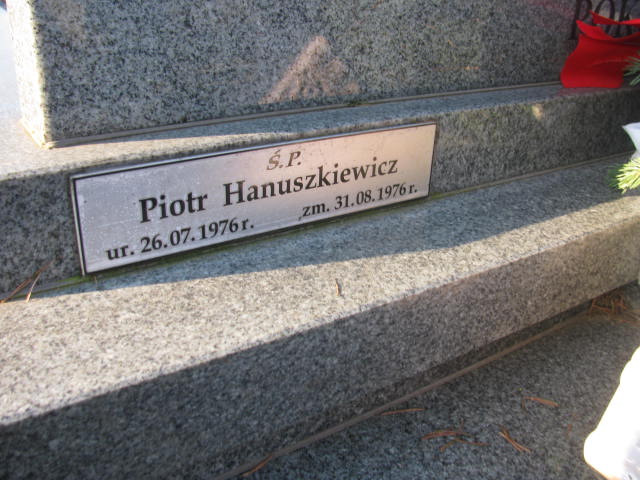 Ś.P.
Piotr Hanuszkiewicz
ur. 26.07.1976 r. zm. 31.08.1976 r.